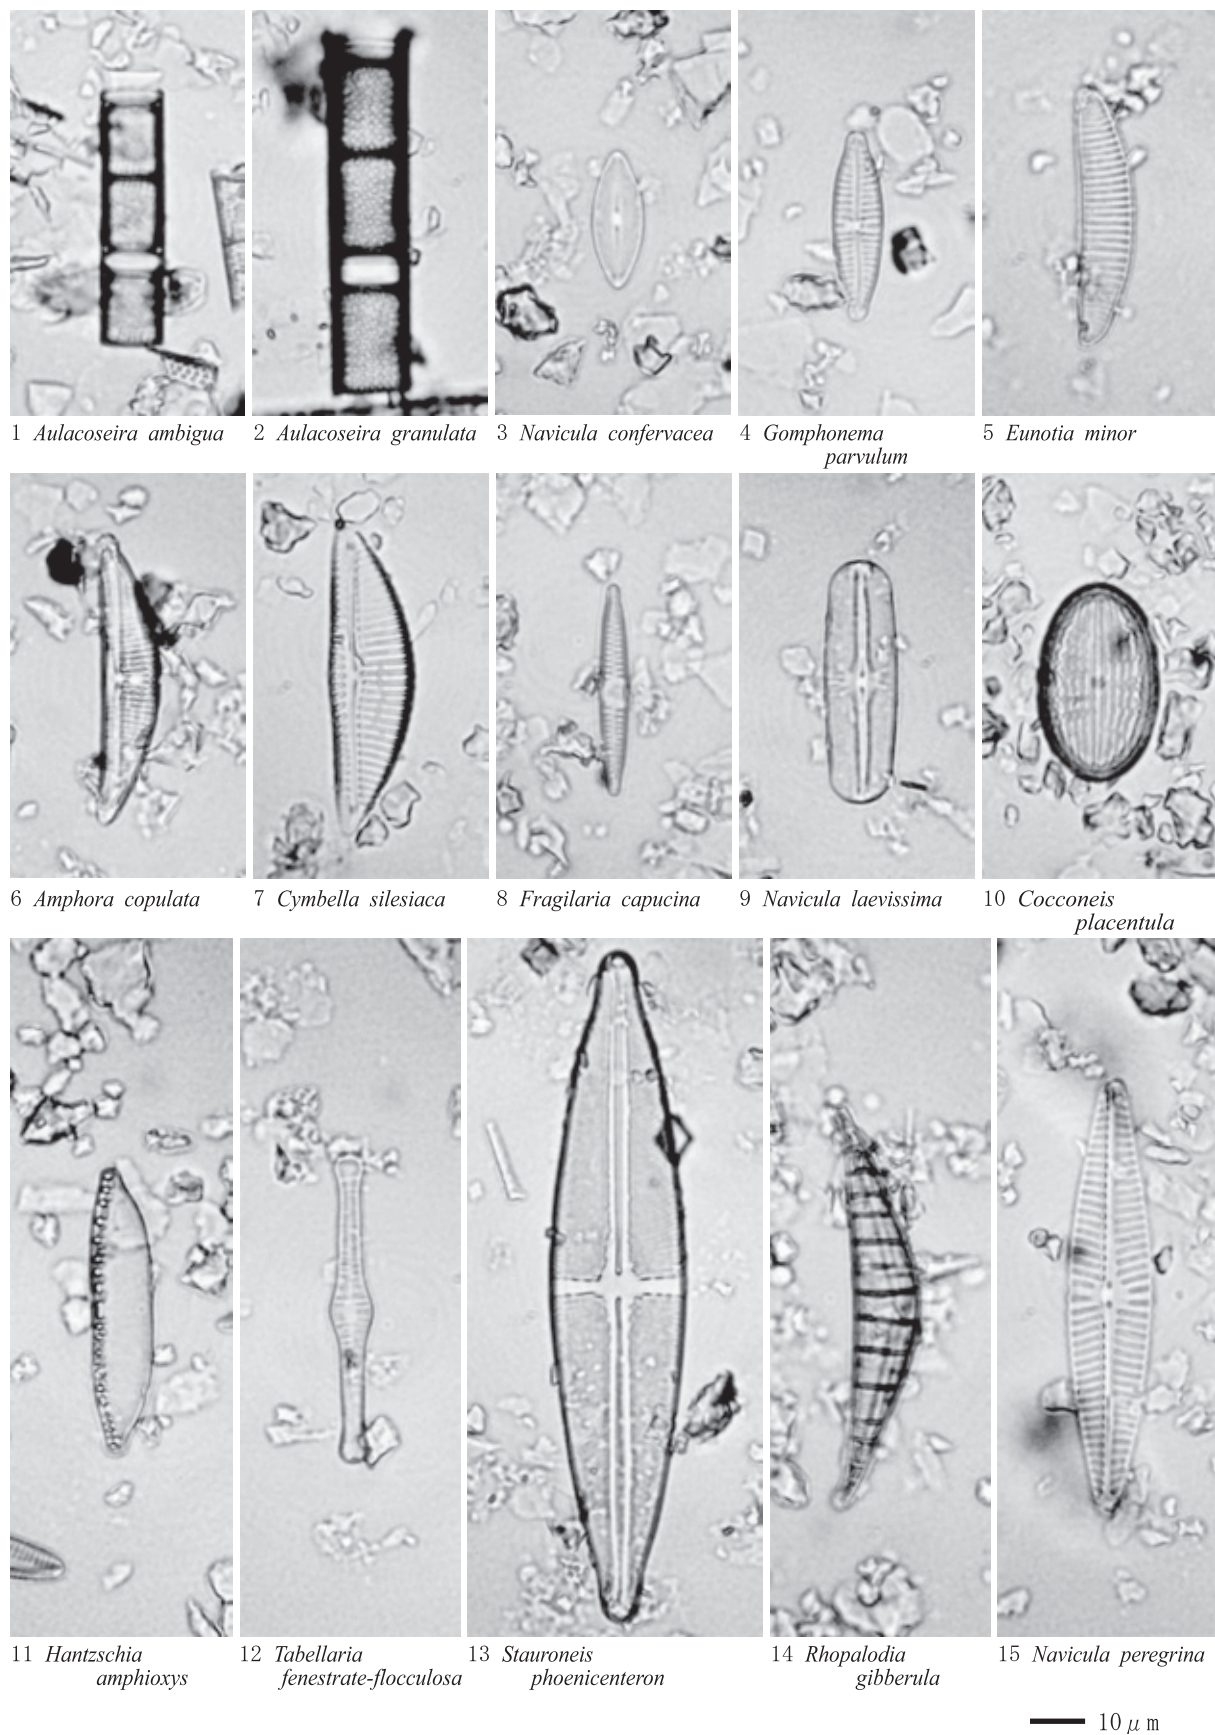 1 Aulacoseira ambigua
2 Aulacoseira granulata
3 Navicula confervacea
4 Gomphonema
parvulum
5 Eunotia minor
6 Amphora copulata
7 Cymbella silesiaca
8 Fragilaria capucina
9 Navicula laevissima
10 Cocconeis
placentula
11 Hantzschia
amphioxys
12 Tabellaria
fenestrate-flocculosa
13 Stauroneis
phoenicenteron
14 Rhopalodia
gibberula
15 Navicula peregrina
10 μm